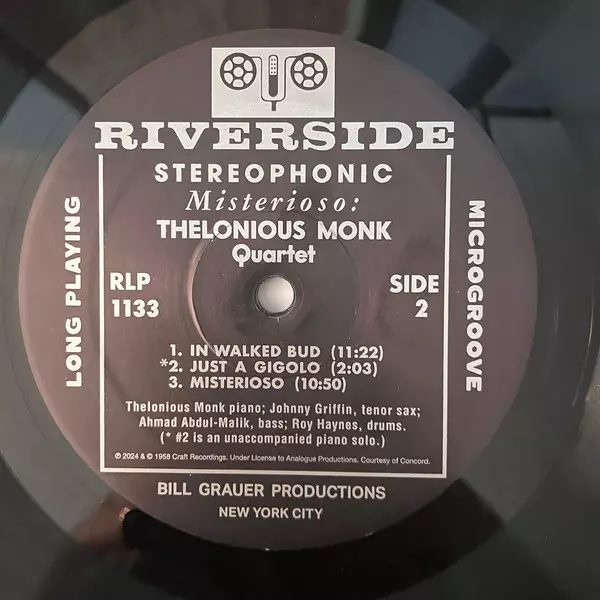 RIVERSIDE
STEREOPHONIC
Misterioso:
THELONIOUS MONK
Quartet
LONG PLAYING
MICROGROOVE
RLP
1133
SIDE
2
1. IN WALKED BUD (11:22)
*2. JUST A GIGOLO (2:03)
3. MISTERIOSO (10:50)
Thelonious Monk piano; Johnny Griffin, tenor sax;
Ahmad Abdul-Malik, bass; Roy Haynes, drums.
(* #2 is an unaccompanied piano solo.)
℗ 2024 & © 1958 Craft Recordings. Under License to Analogue Productions. Courtesy of Concord.
BILL GRAUER PRODUCTIONS
NEW YORK CITY